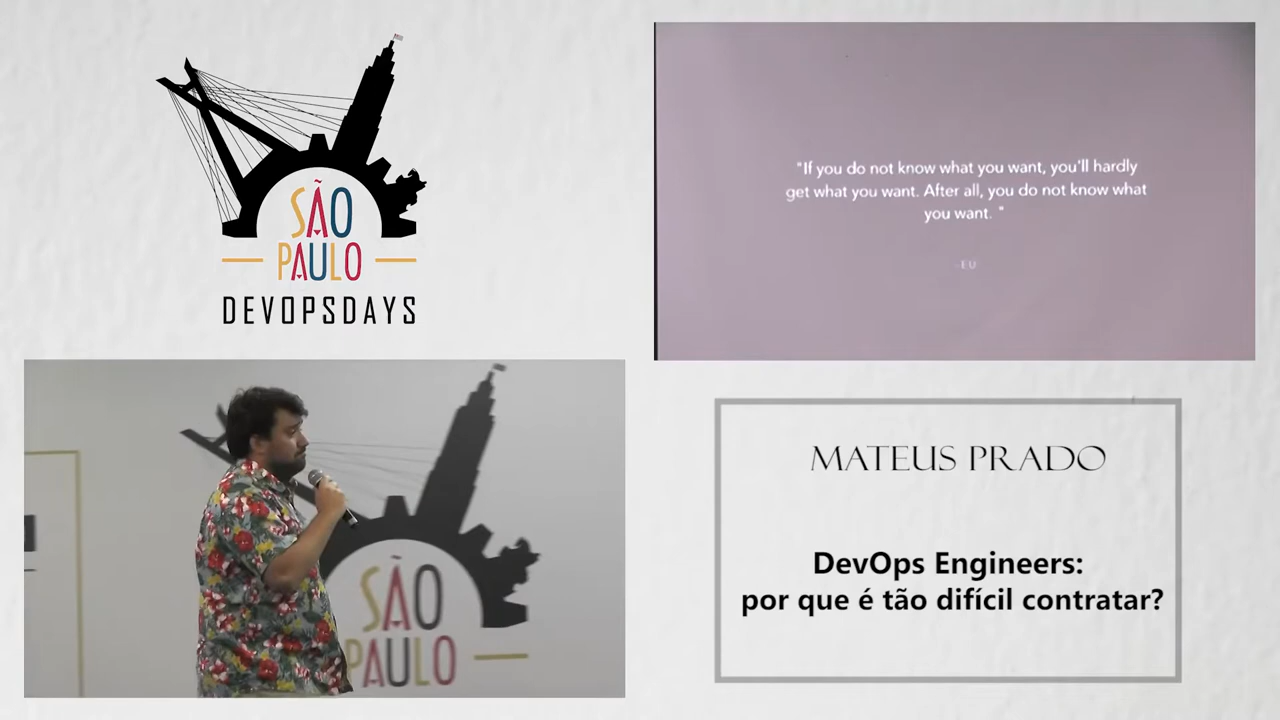 SÃO
PAULO
DEVOPSDAYS
"If you do not know what you want, you'll hardly
get what you want. After all, you do not know what
you want. "
-EU
SÃO
PAULO
MATEUS PRADO
DevOps Engineers:
por que é tão difícil contratar?